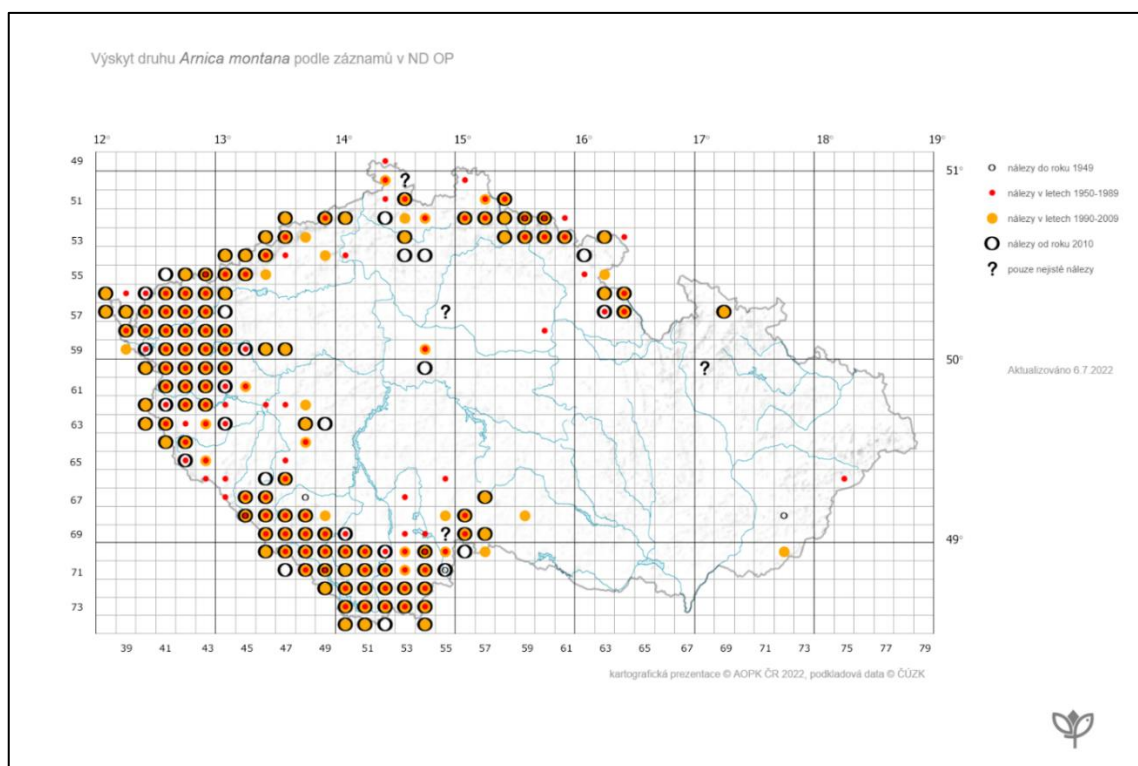 Výskyt druhu Arnica montana podle záznamů v ND OP
12° 13° 14° 15° 16° 17° 18° 19°
49
51°
51
53
55
57
59
50°
61
63
65
67
69
49°
71
73
39 41 43 45 47 49 51 53 55 57 59 61 63 65 67 69 71 73 75 77 79
? ? ? ?
nálezy do roku 1949
nálezy v letech 1950-1989
nálezy v letech 1990-2009
nálezy od roku 2010
? pouze nejisté nálezy
Aktualizováno 6.7.2022
kartografická prezentace © AOPK ČR 2022, podkladová data © ČÚZK